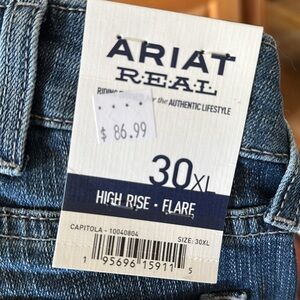 ARIAT
REAL
RIDING the AUTHENTIC LIFESTYLE
$ 86.99
30XL
HIGH RISE • FLARE
CAPITOLA - 10040804
SIZE: 30XL
1 95696 15911 5